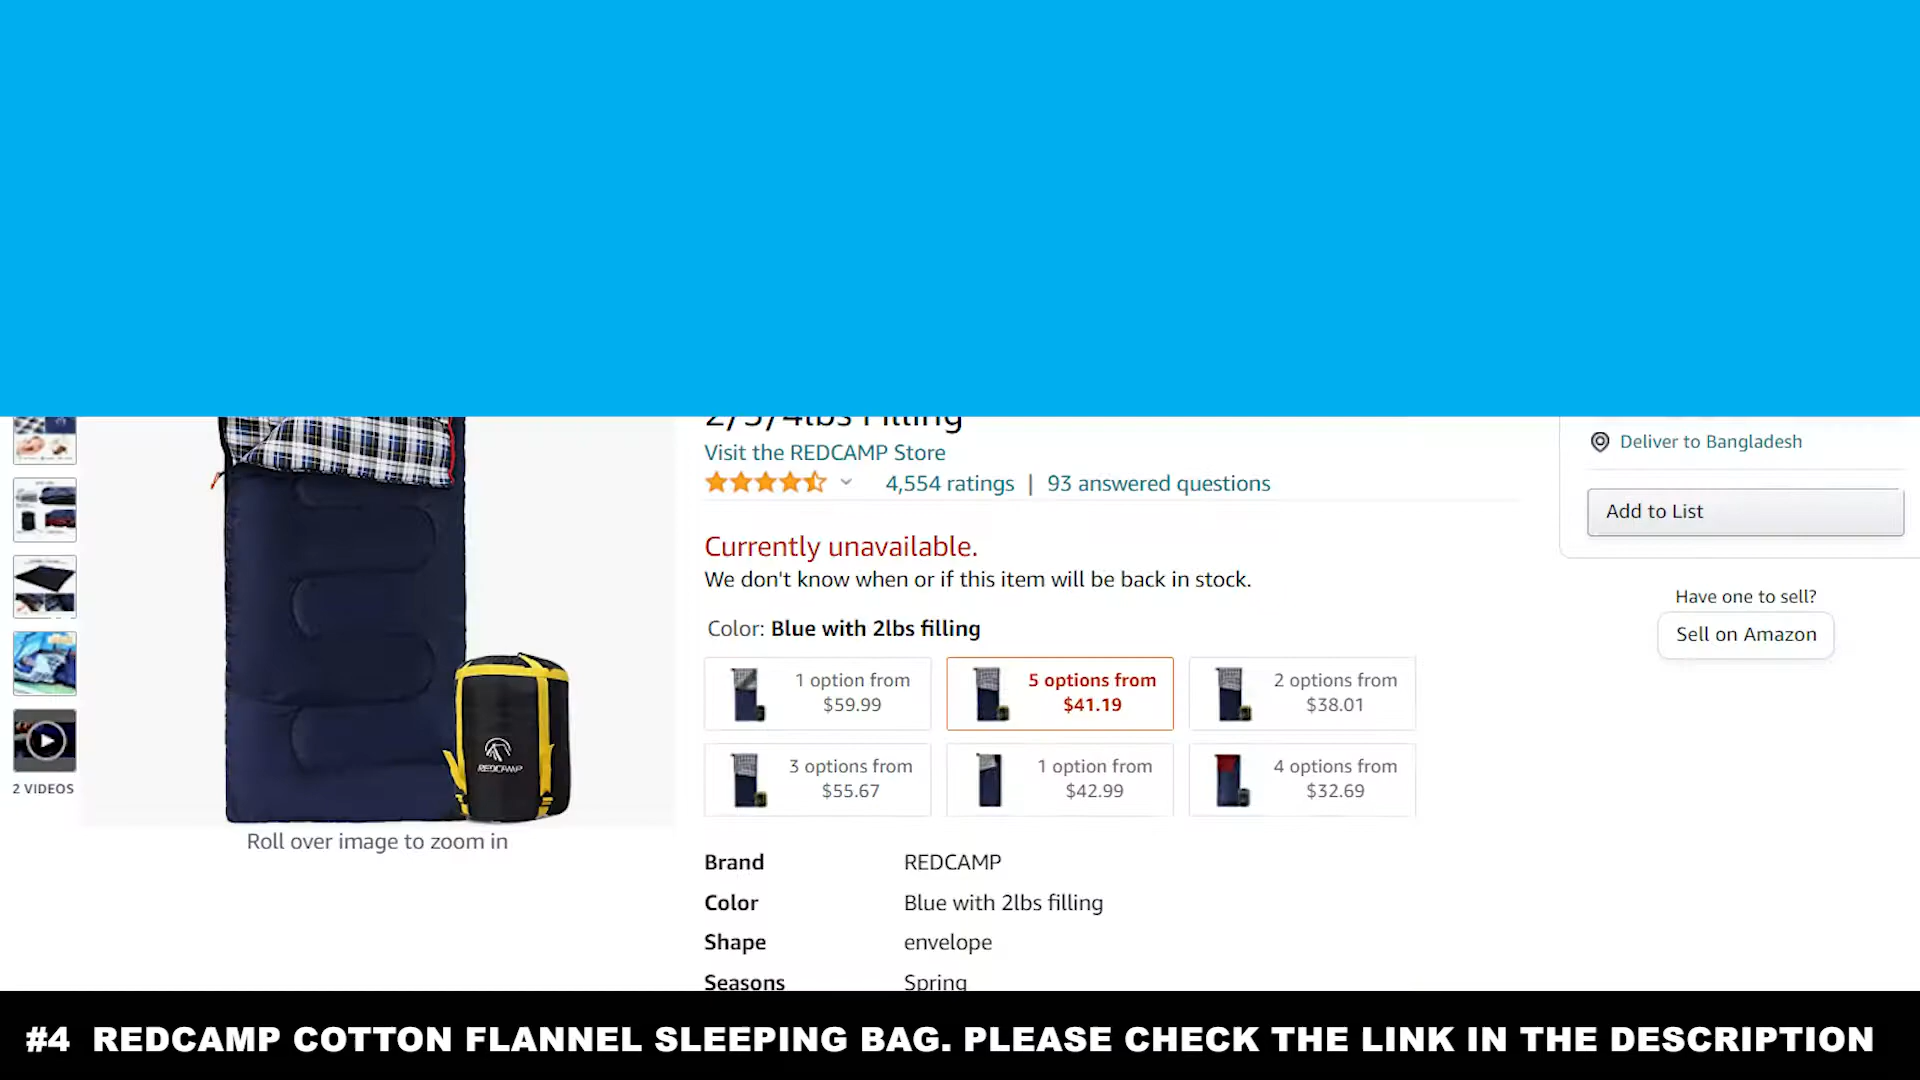 2/3/4lbs Filling
Visit the REDCAMP Store
4,554 ratings | 93 answered questions
Deliver to Bangladesh
Add to List
Currently unavailable.
We don't know when or if this item will be back in stock.
Have one to sell?
Sell on Amazon
Color: Blue with 2lbs filling
1 option from
$59.99
5 options from
$41.19
2 options from
$38.01
3 options from
$55.67
1 option from
$42.99
4 options from
$32.69
REDCAMP
2 VIDEOS
Roll over image to zoom in
Brand REDCAMP
Color Blue with 2lbs filling
Shape envelope
Seasons Spring
#4 REDCAMP COTTON FLANNEL SLEEPING BAG. PLEASE CHECK THE LINK IN THE DESCRIPTION